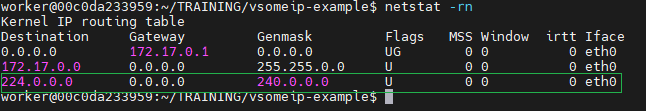 worker@00c0da233959:~/TRAINING/vsomeip-example$ netstat -rn
Kernel IP routing table
Destination     Gateway         Genmask         Flags   MSS Window  irtt Iface
0.0.0.0         172.17.0.1      0.0.0.0         UG        0 0          0 eth0
172.17.0.0      0.0.0.0         255.255.0.0     U         0 0          0 eth0
224.0.0.0       0.0.0.0         240.0.0.0       U         0 0          0 eth0
worker@00c0da233959:~/TRAINING/vsomeip-example$